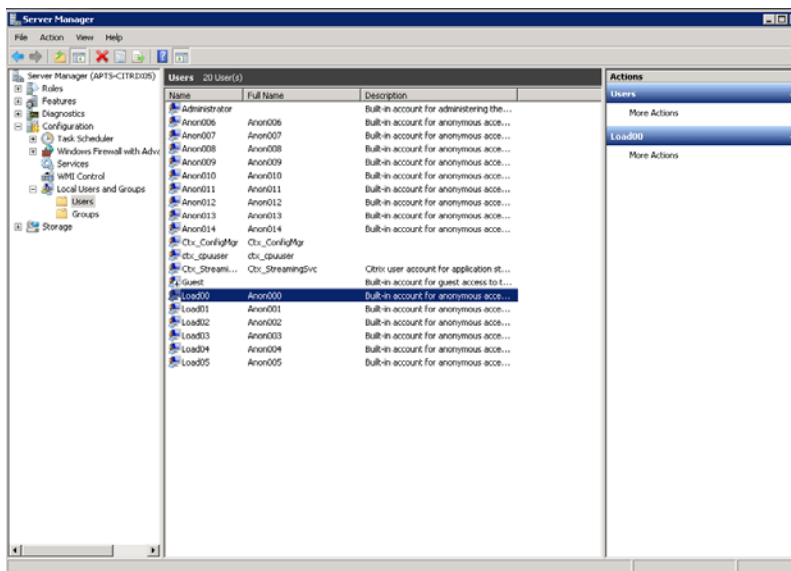 Server Manager
File Action View Help
Server Manager (APTS-CITRIX05)
Roles
Features
Diagnostics
Configuration
Task Scheduler
Windows Firewall with Adva
Services
WMI Control
Local Users and Groups
Users
Groups
Storage
Users 20 User(s)
Name Full Name Description
Administrator Built-in account for administering the...
Anon006 Anon006 Built-in account for anonymous acce...
Anon007 Anon007 Built-in account for anonymous acce...
Anon008 Anon008 Built-in account for anonymous acce...
Anon009 Anon009 Built-in account for anonymous acce...
Anon010 Anon010 Built-in account for anonymous acce...
Anon011 Anon011 Built-in account for anonymous acce...
Anon012 Anon012 Built-in account for anonymous acce...
Anon013 Anon013 Built-in account for anonymous acce...
Anon014 Anon014 Built-in account for anonymous acce...
Ctx_ConfigMgr Ctx_ConfigMgr
ctx_cpuuser ctx_cpuuser
Ctx_Streami... Ctx_StreamingSvc Citrix user account for application st...
Guest Built-in account for guest access to t...
Load00 Anon000 Built-in account for anonymous acce...
Load01 Anon001 Built-in account for anonymous acce...
Load02 Anon002 Built-in account for anonymous acce...
Load03 Anon003 Built-in account for anonymous acce...
Load04 Anon004 Built-in account for anonymous acce...
Load05 Anon005 Built-in account for anonymous acce...
Actions
Users
More Actions
Load00
More Actions